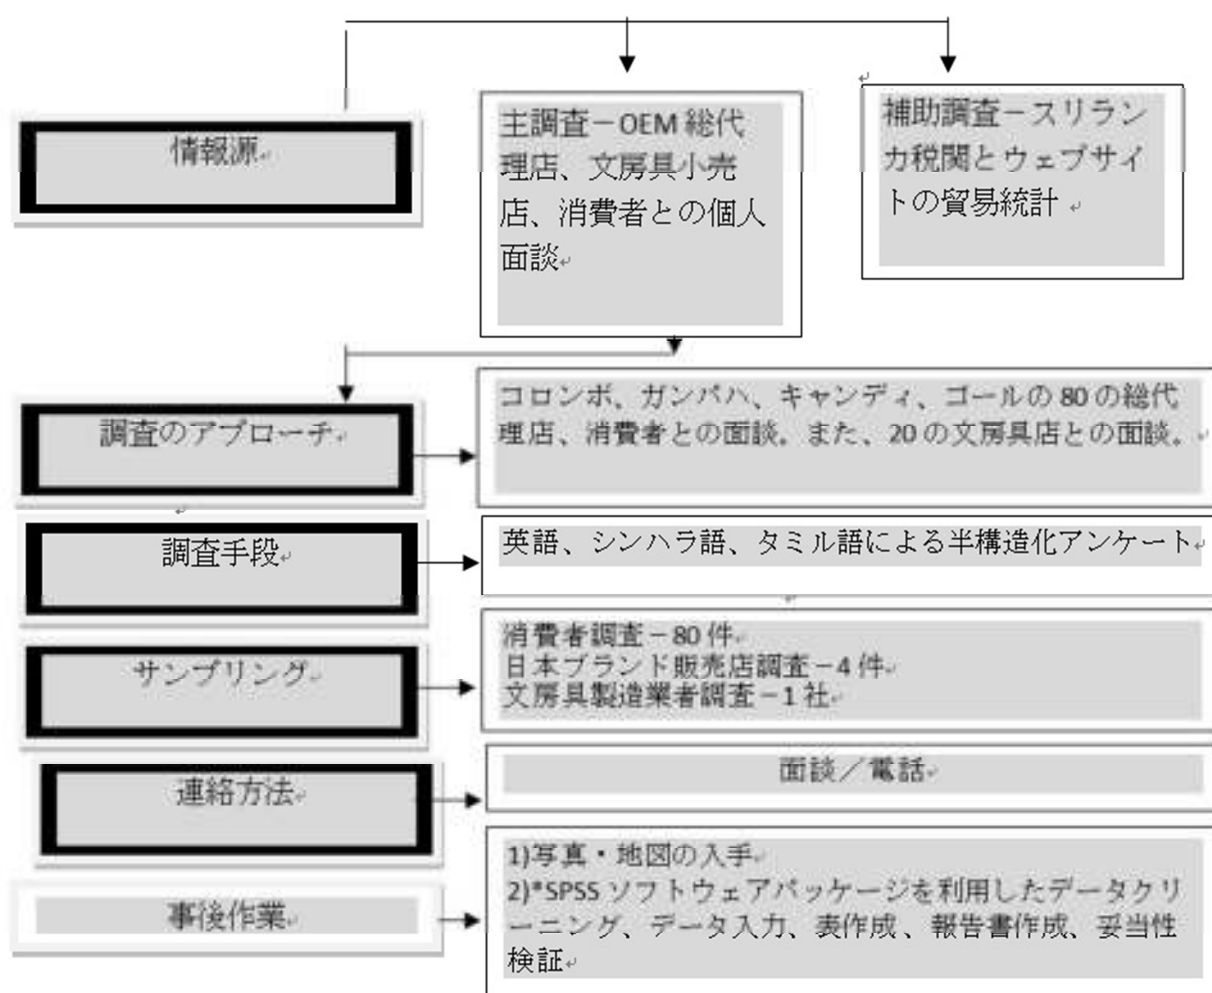 情報源
主調査－OEM 総代
理店、文房具小売
店、消費者との個人
面談
補助調査－スリラン
カ税関とウェブサイ
トの貿易統計
調査のアプローチ
コロンボ、ガンパハ、キャンディ、ゴールの 80 の総代
理店、消費者との面談。また、20 の文房具店との面談。
調査手段
英語、シンハラ語、タミル語による半構造化アンケート
サンプリング
消費者調査－80 件
日本ブランド販売店調査－4 件
文房具製造業者調査－1 社
連絡方法
面談／電話
事後作業
1)写真・地図の入手
2)*SPSS ソフトウェアパッケージを利用したデータクリ
ーニング、データ入力、表作成、報告書作成、妥当性
検証